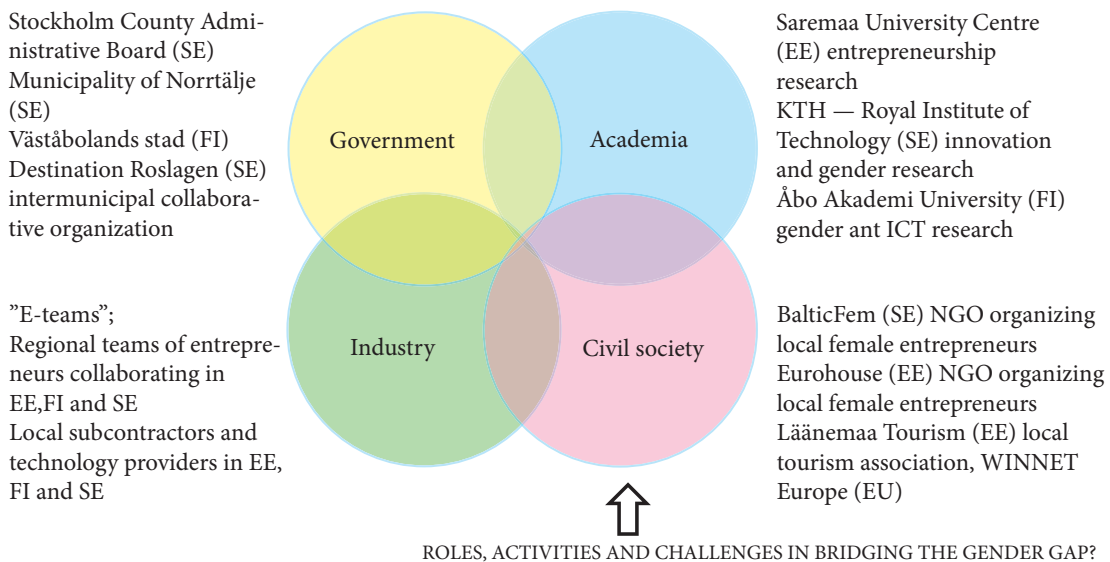 Stockholm County Admi-
nistrative Board (SE)
Municipality of Norrtälje
(SE)
Väståbolands stad (FI)
Destination Roslagen (SE)
intermunicipal collabora-
tive organization
Government
Academia
Saremaa University Centre
(EE) entrepreneurship
research
KTH — Royal Institute of
Technology (SE) innovation
and gender research
Åbo Akademi University (FI)
gender ant ICT research
”E-teams”;
Regional teams of entrepre-
neurs collaborating in
EE,FI and SE
Local subcontractors and
technology providers in EE,
FI and SE
Industry
Civil society
BalticFem (SE) NGO organizing
local female entrepreneurs
Eurohouse (EE) NGO organizing
local female entrepreneurs
Läänemaa Tourism (EE) local
tourism association, WINNET
Europe (EU)
ROLES, ACTIVITIES AND CHALLENGES IN BRIDGING THE GENDER GAP?